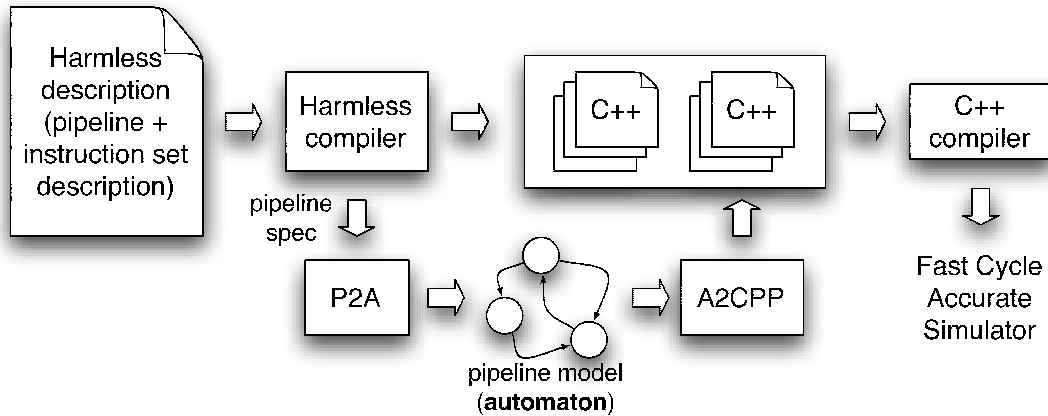 Harmless
description
(pipeline +
instruction set
description)
Harmless
compiler
C++
C++
C++
compiler
pipeline
spec
P2A
A2CPP
Fast Cycle
Accurate
Simulator
pipeline model
(automaton)